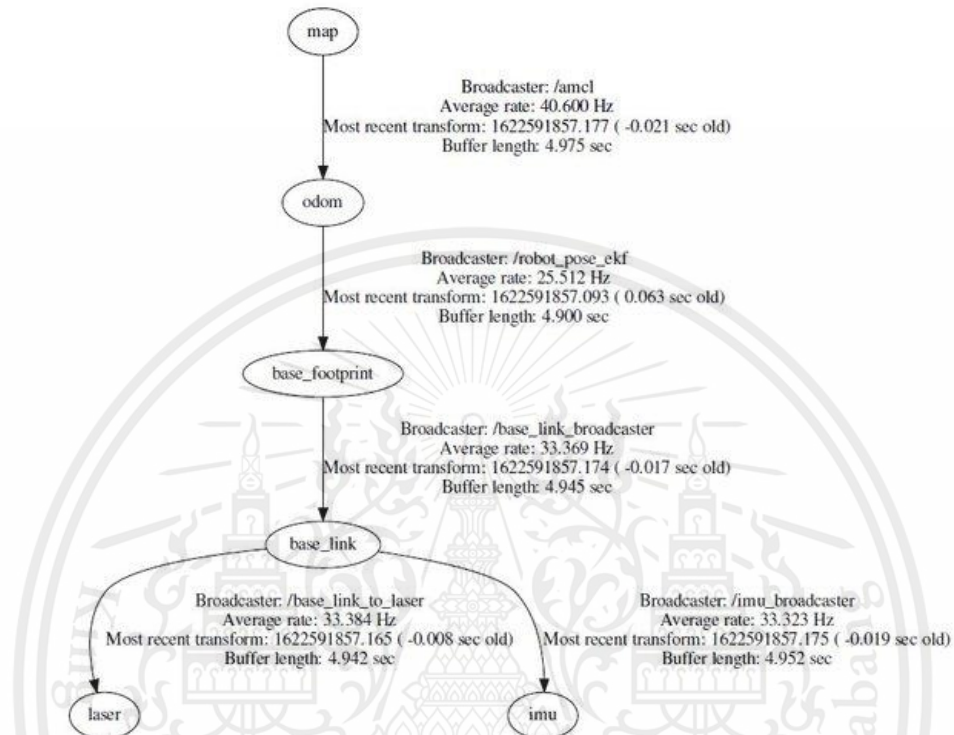 map
Broadcaster: /amcl
Average rate: 40.600 Hz
Most recent transform: 1622591857.177 ( -0.021 sec old)
Buffer length: 4.975 sec
odom
Broadcaster: /robot_pose_ekf
Average rate: 25.512 Hz
Most recent transform: 1622591857.093 ( 0.063 sec old)
Buffer length: 4.900 sec
base_footprint
Broadcaster: /base_link_broadcaster
Average rate: 33.369 Hz
Most recent transform: 1622591857.174 ( -0.017 sec old)
Buffer length: 4.945 sec
base_link
Broadcaster: /base_link_to_laser
Average rate: 33.384 Hz
Most recent transform: 1622591857.165 ( -0.008 sec old)
Buffer length: 4.942 sec
Broadcaster: /imu_broadcaster
Average rate: 33.323 Hz
Most recent transform: 1622591857.175 ( -0.019 sec old)
Buffer length: 4.952 sec
laser
imu